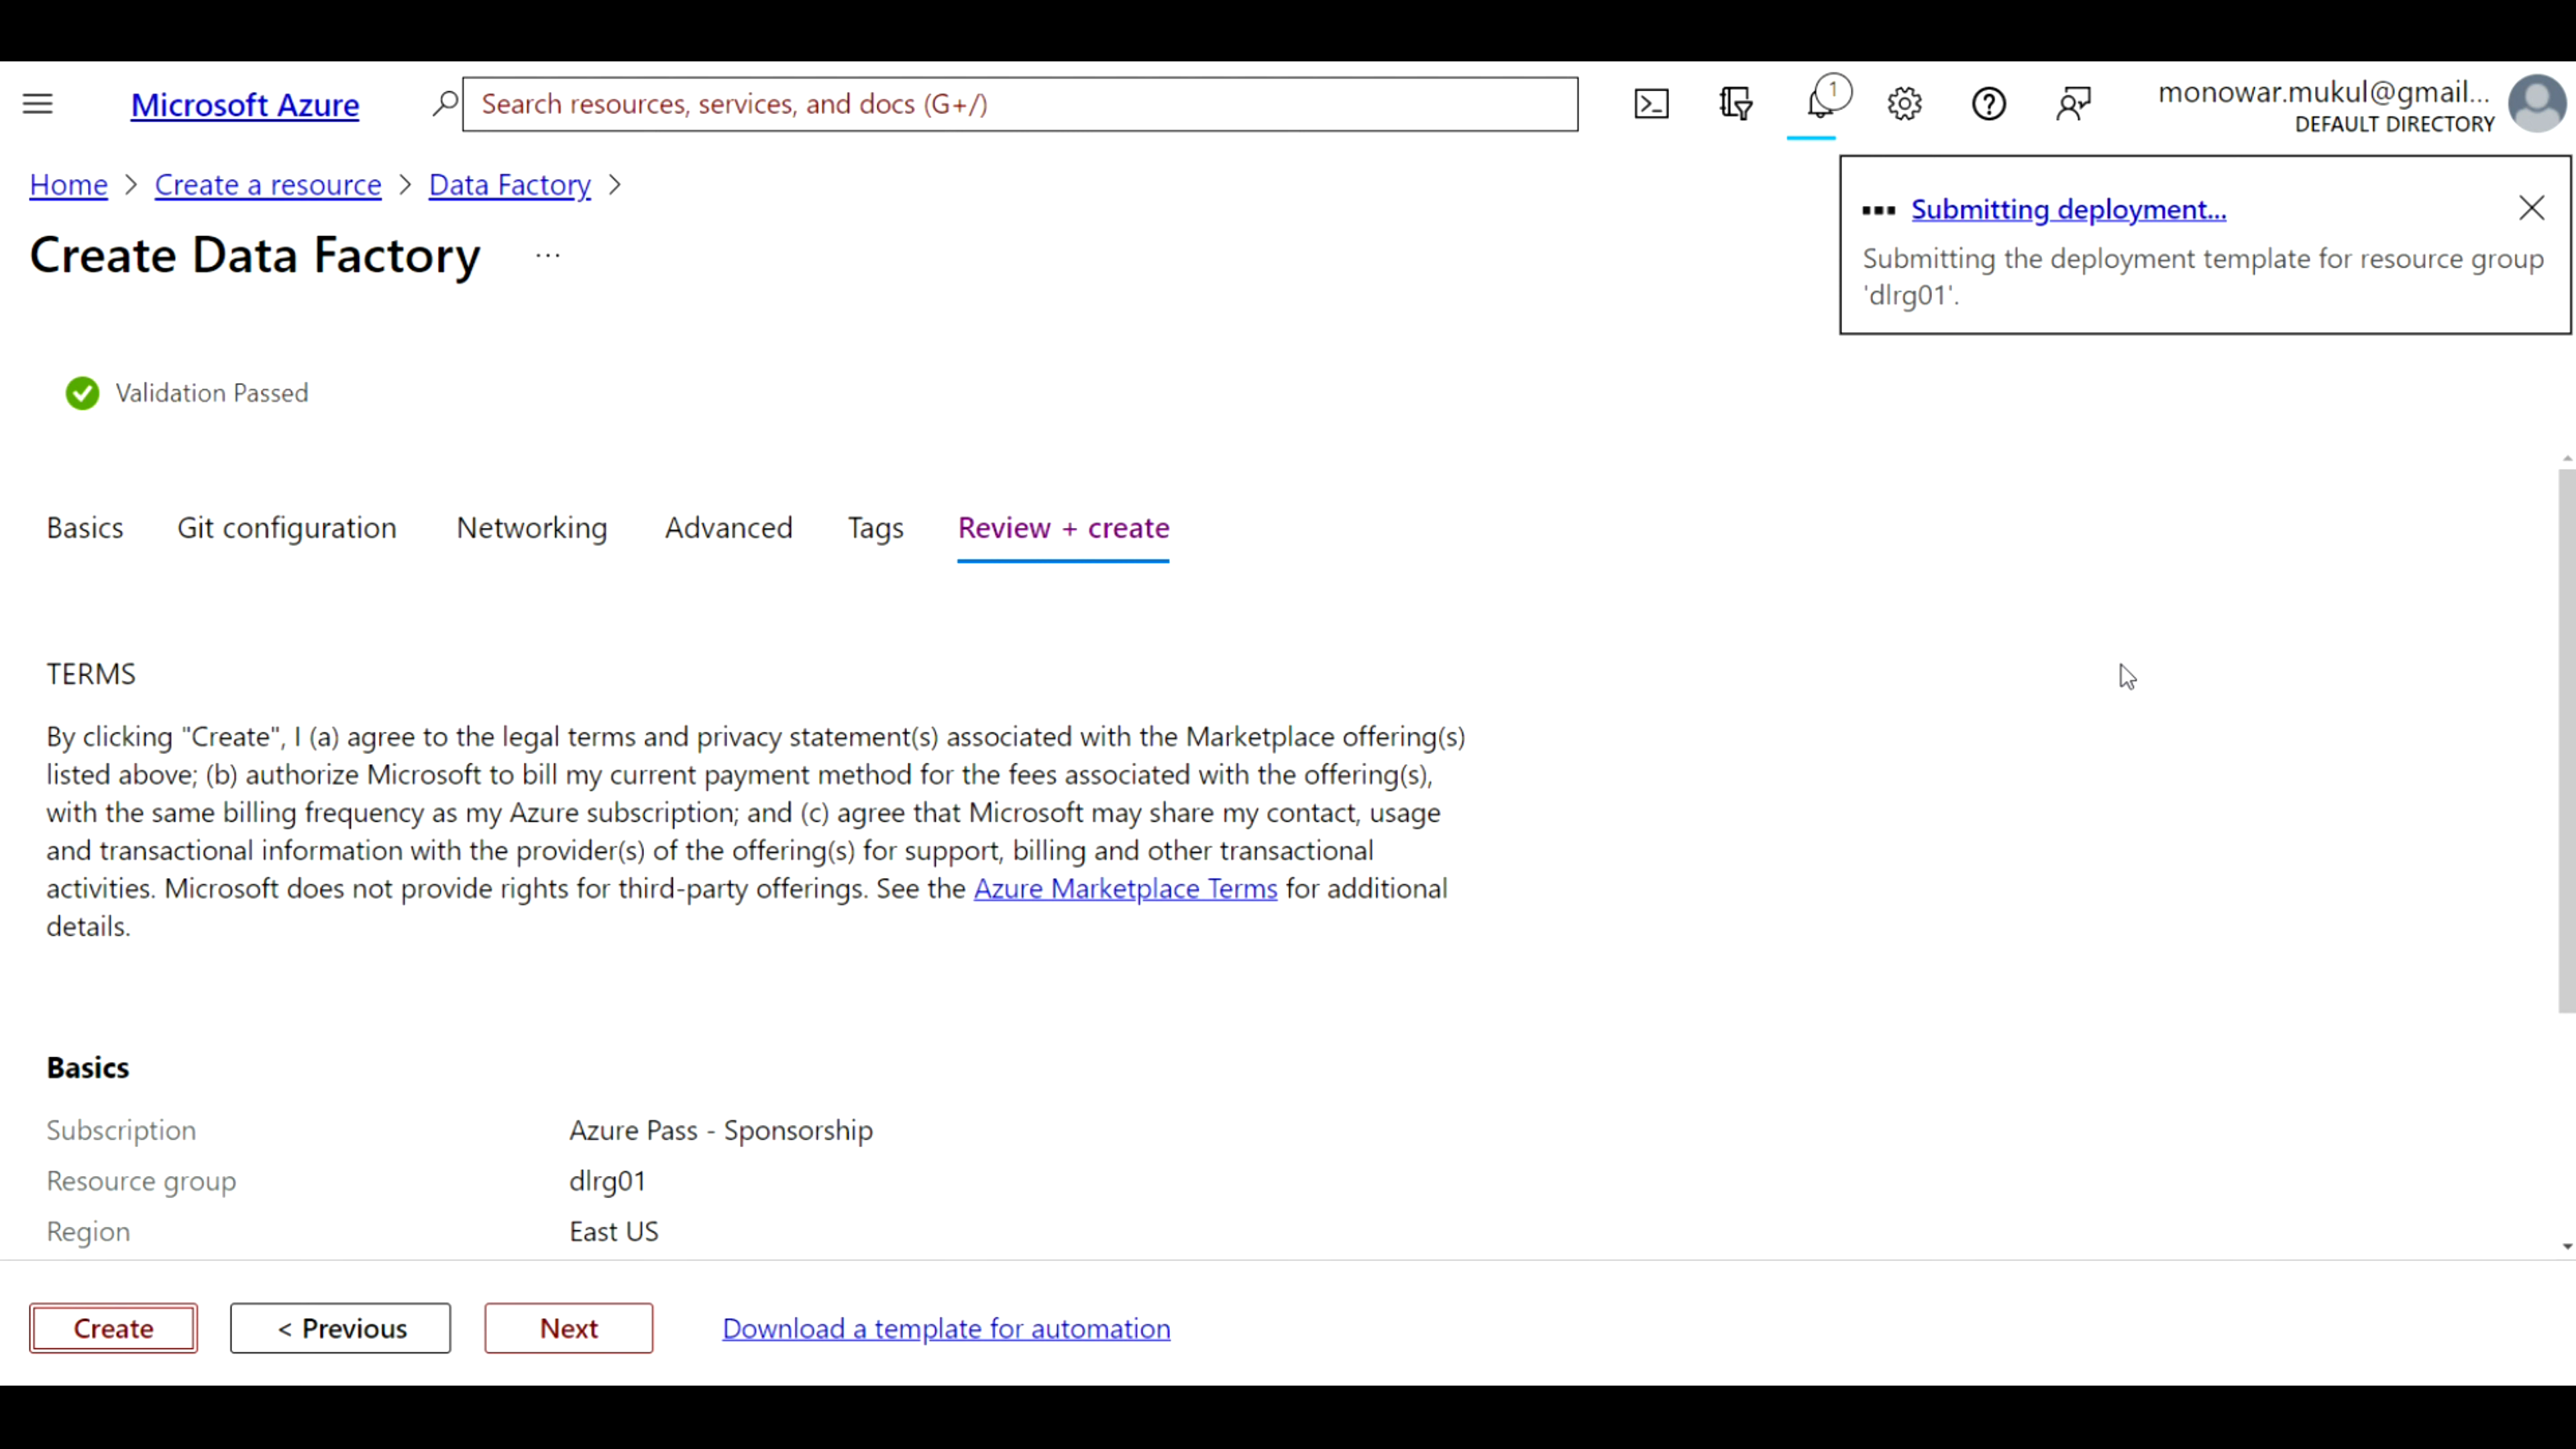 Microsoft Azure
Search resources, services, and docs (G+/)
1
monowar.mukul@gmail...
DEFAULT DIRECTORY
Home > Create a resource > Data Factory >
Create Data Factory ...
Submitting deployment...
Submitting the deployment template for resource group
'dlrg01'.
Validation Passed
Basics Git configuration Networking Advanced Tags Review + create
TERMS
By clicking "Create", I (a) agree to the legal terms and privacy statement(s) associated with the Marketplace offering(s)
listed above; (b) authorize Microsoft to bill my current payment method for the fees associated with the offering(s),
with the same billing frequency as my Azure subscription; and (c) agree that Microsoft may share my contact, usage
and transactional information with the provider(s) of the offering(s) for support, billing and other transactional
activities. Microsoft does not provide rights for third-party offerings. See the Azure Marketplace Terms for additional
details.
Basics
Subscription Azure Pass - Sponsorship
Resource group dlrg01
Region East US
Create < Previous Next Download a template for automation